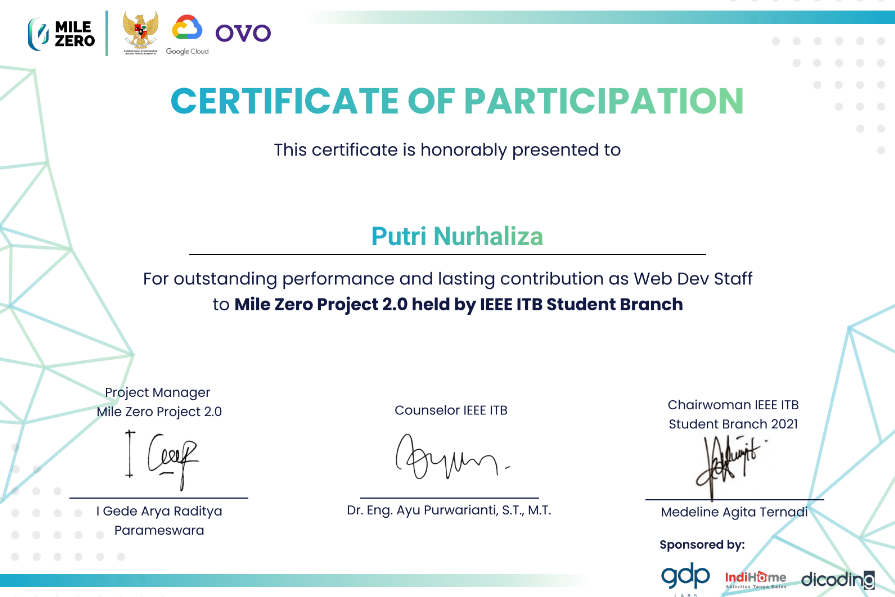 MILE
ZERO
Google Cloud
OVO
CERTIFICATE OF PARTICIPATION
This certificate is honorably presented to
Putri Nurhaliza
For outstanding performance and lasting contribution as Web Dev Staff
to Mile Zero Project 2.0 held by IEEE ITB Student Branch
Project Manager
Mile Zero Project 2.0
Counselor IEEE ITB
Chairwoman IEEE ITB
Student Branch 2021
I Gede Arya Raditya
Parameswara
Dr. Eng. Ayu Purwarianti, S.T., M.T.
Medeline Agita Ternadi
Sponsored by:
gdp
LABS
IndiHome
Aktivitas Tanpa Batas
dicoding